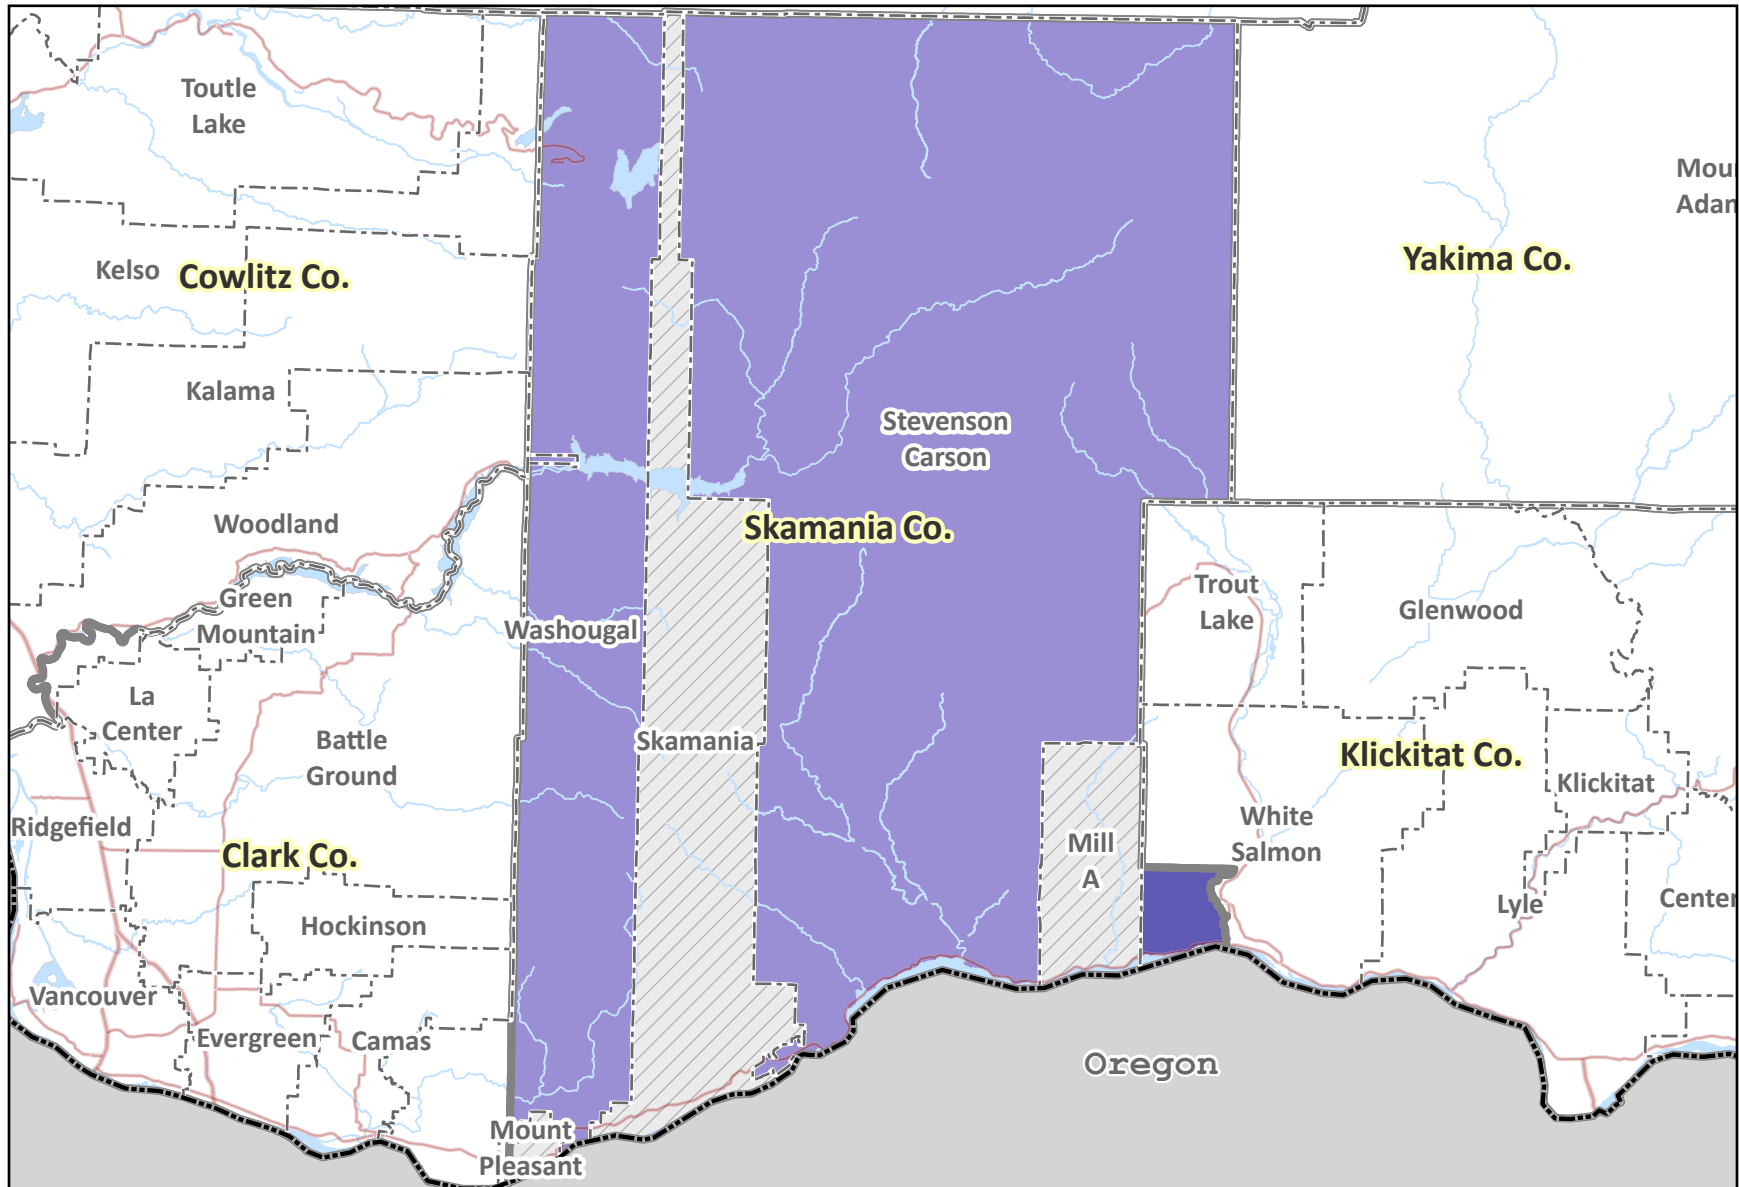 Toutle
Lake
Mou
Adan
Kelso
Cowlitz Co.
Yakima Co.
Kalama
Stevenson
Carson
Woodland
Skamania Co.
Green
Mountain
Trout
Lake
Glenwood
Washougal
La
Center
Battle
Ground
Skamania
Klickitat Co.
Klickitat
Ridgefield
White
Salmon
Clark Co.
Mill
A
Hockinson
Lyle
Center
Vancouver
Evergreen
Camas
Oregon
Mount
Pleasant